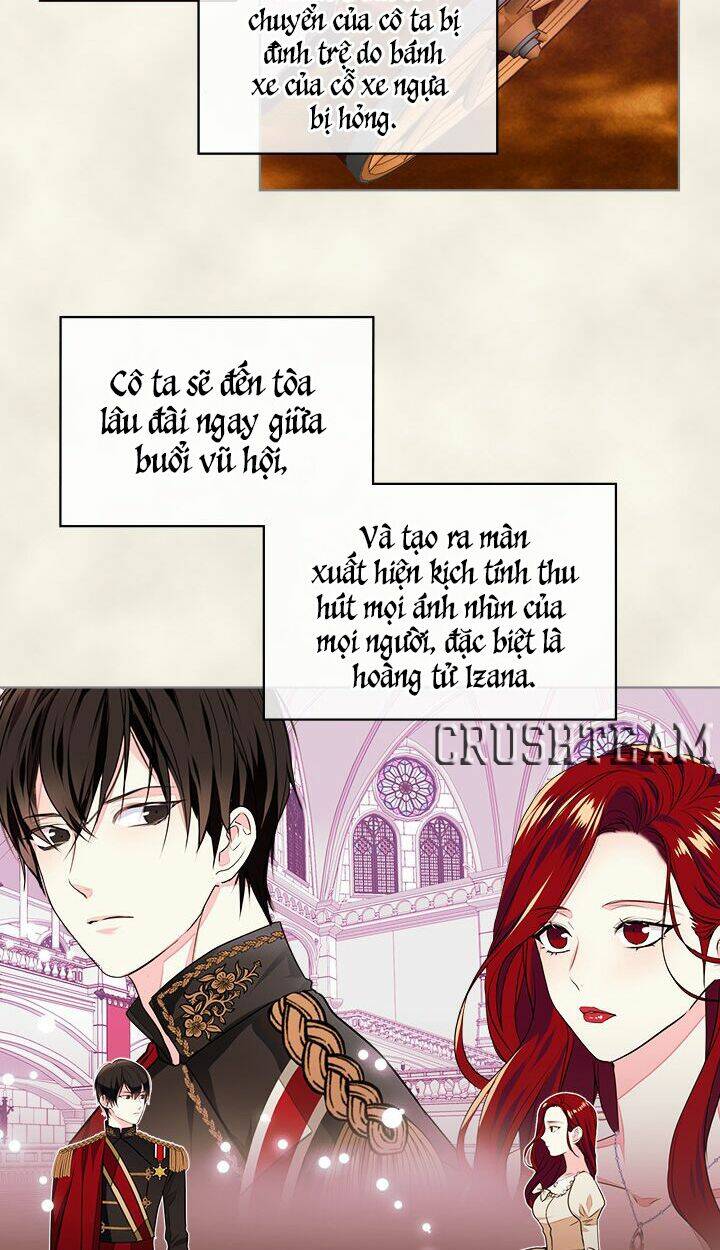 chuyển của cô ta bị
đình trệ do bánh
xe của cỗ xe ngựa
bị hỏng.
Cô ta sẽ đến tòa
lâu đài ngay giữa
buổi vũ hội,
Và tạo ra màn
xuất hiện kịch tính thu
hút mọi ánh nhìn của
mọi người, đặc biệt là
hoàng tử Izana.
CRUSHTEAM